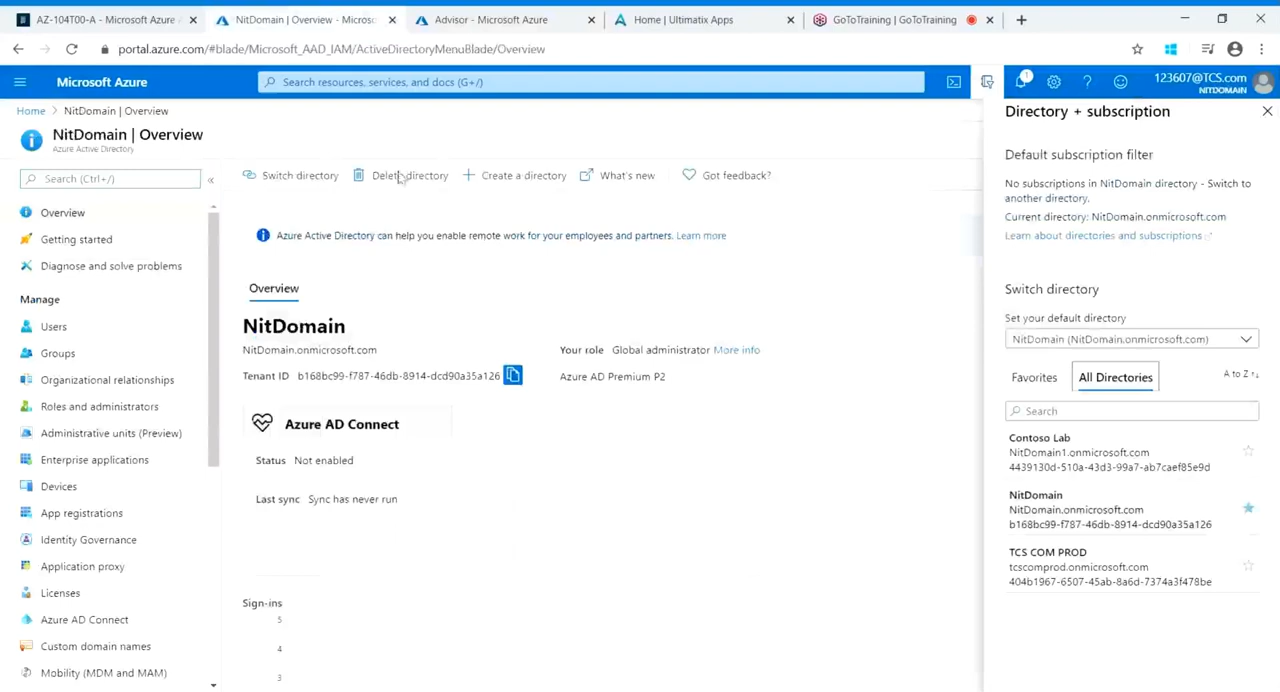 AZ-104T00-A - Microsoft Azure
NitDomain | Overview - Microso
Advisor - Microsoft Azure
Home | Ultimatix Apps
GoToTraining | GoToTraining
portal.azure.com/#blade/Microsoft_AAD_IAM/ActiveDirectoryMenuBlade/Overview
Microsoft Azure
Search resources, services, and docs (G+/)
1
123607@TCS.com
NITDOMAIN
Home > NitDomain | Overview
NitDomain | Overview
Azure Active Directory
Search (Ctrl+/)
«
Overview
Getting started
Diagnose and solve problems
Manage
Users
Groups
Organizational relationships
Roles and administrators
Administrative units (Preview)
Enterprise applications
Devices
App registrations
Identity Governance
Application proxy
Licenses
Azure AD Connect
Custom domain names
Mobility (MDM and MAM)
Switch directory
Delete directory
Create a directory
What's new
Got feedback?
Azure Active Directory can help you enable remote work for your employees and partners. Learn more
Overview
NitDomain
NitDomain.onmicrosoft.com
Tenant ID b168bc99-f787-46db-8914-dcd90a35a126
Your role Global administrator More info
Azure AD Premium P2
Azure AD Connect
Status Not enabled
Last sync Sync has never run
Sign-ins
5
4
3
Directory + subscription
Default subscription filter
No subscriptions in NitDomain directory - Switch to
another directory.
Current directory: NitDomain.onmicrosoft.com
Learn about directories and subscriptions
Switch directory
Set your default directory
NitDomain (NitDomain.onmicrosoft.com)
Favorites
All Directories
A to Z ↑↓
Search
Contoso Lab
NitDomain1.onmicrosoft.com
4439130d-510a-43d3-99a7-ab7caef85e9d
NitDomain
NitDomain.onmicrosoft.com
b168bc99-f787-46db-8914-dcd90a35a126
TCS COM PROD
tcscomprod.onmicrosoft.com
404b1967-6507-45ab-8a6d-7374a3f478be